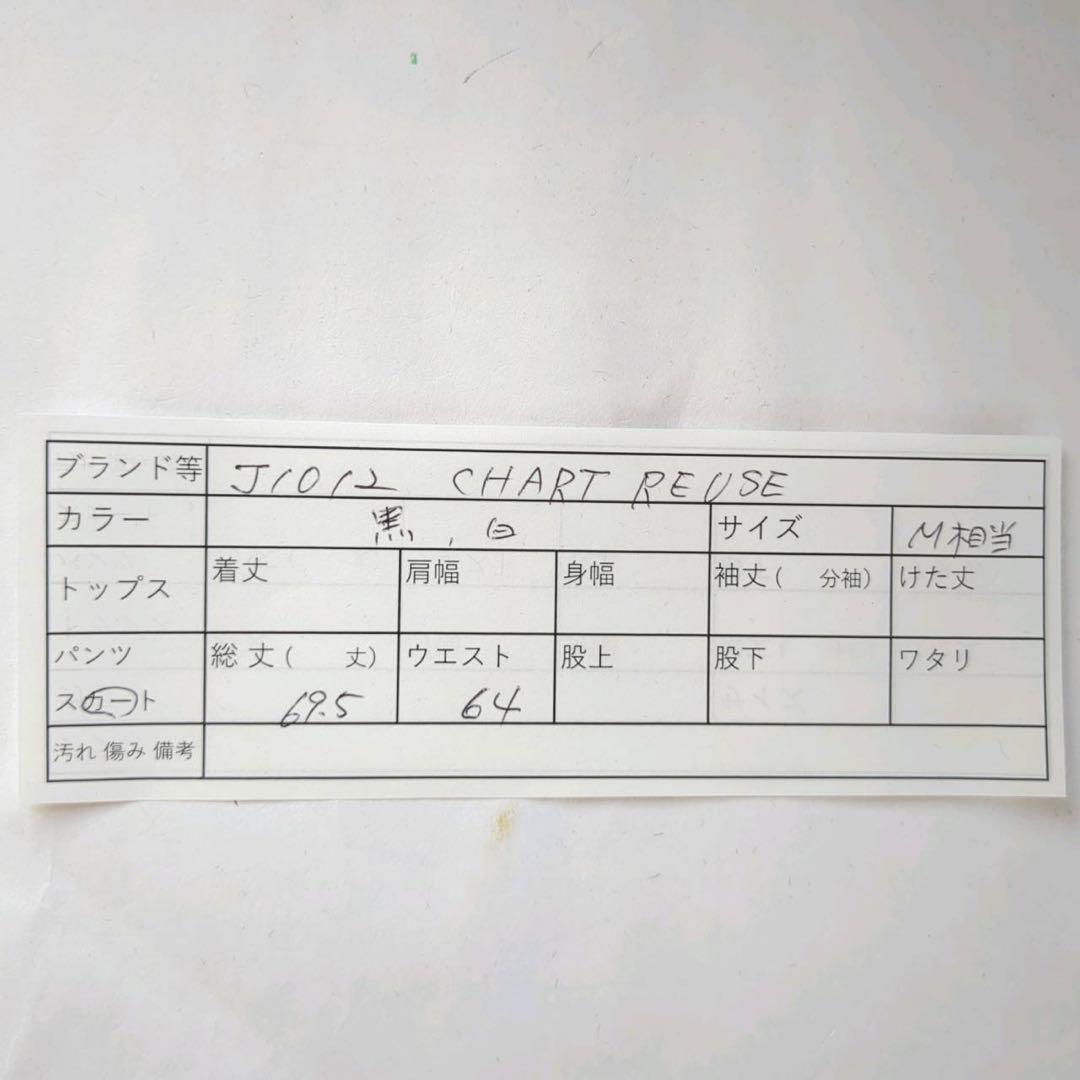 ブランド等 J1012 CHART REUSE
カラー 黒、白 サイズ M相当
トップス 着丈 肩幅 身幅 袖丈( 分袖) けた丈
パンツ 総丈( 丈) ウエスト 股上 股下 ワタリ
スカート 69.5 64
汚れ 傷み 備考